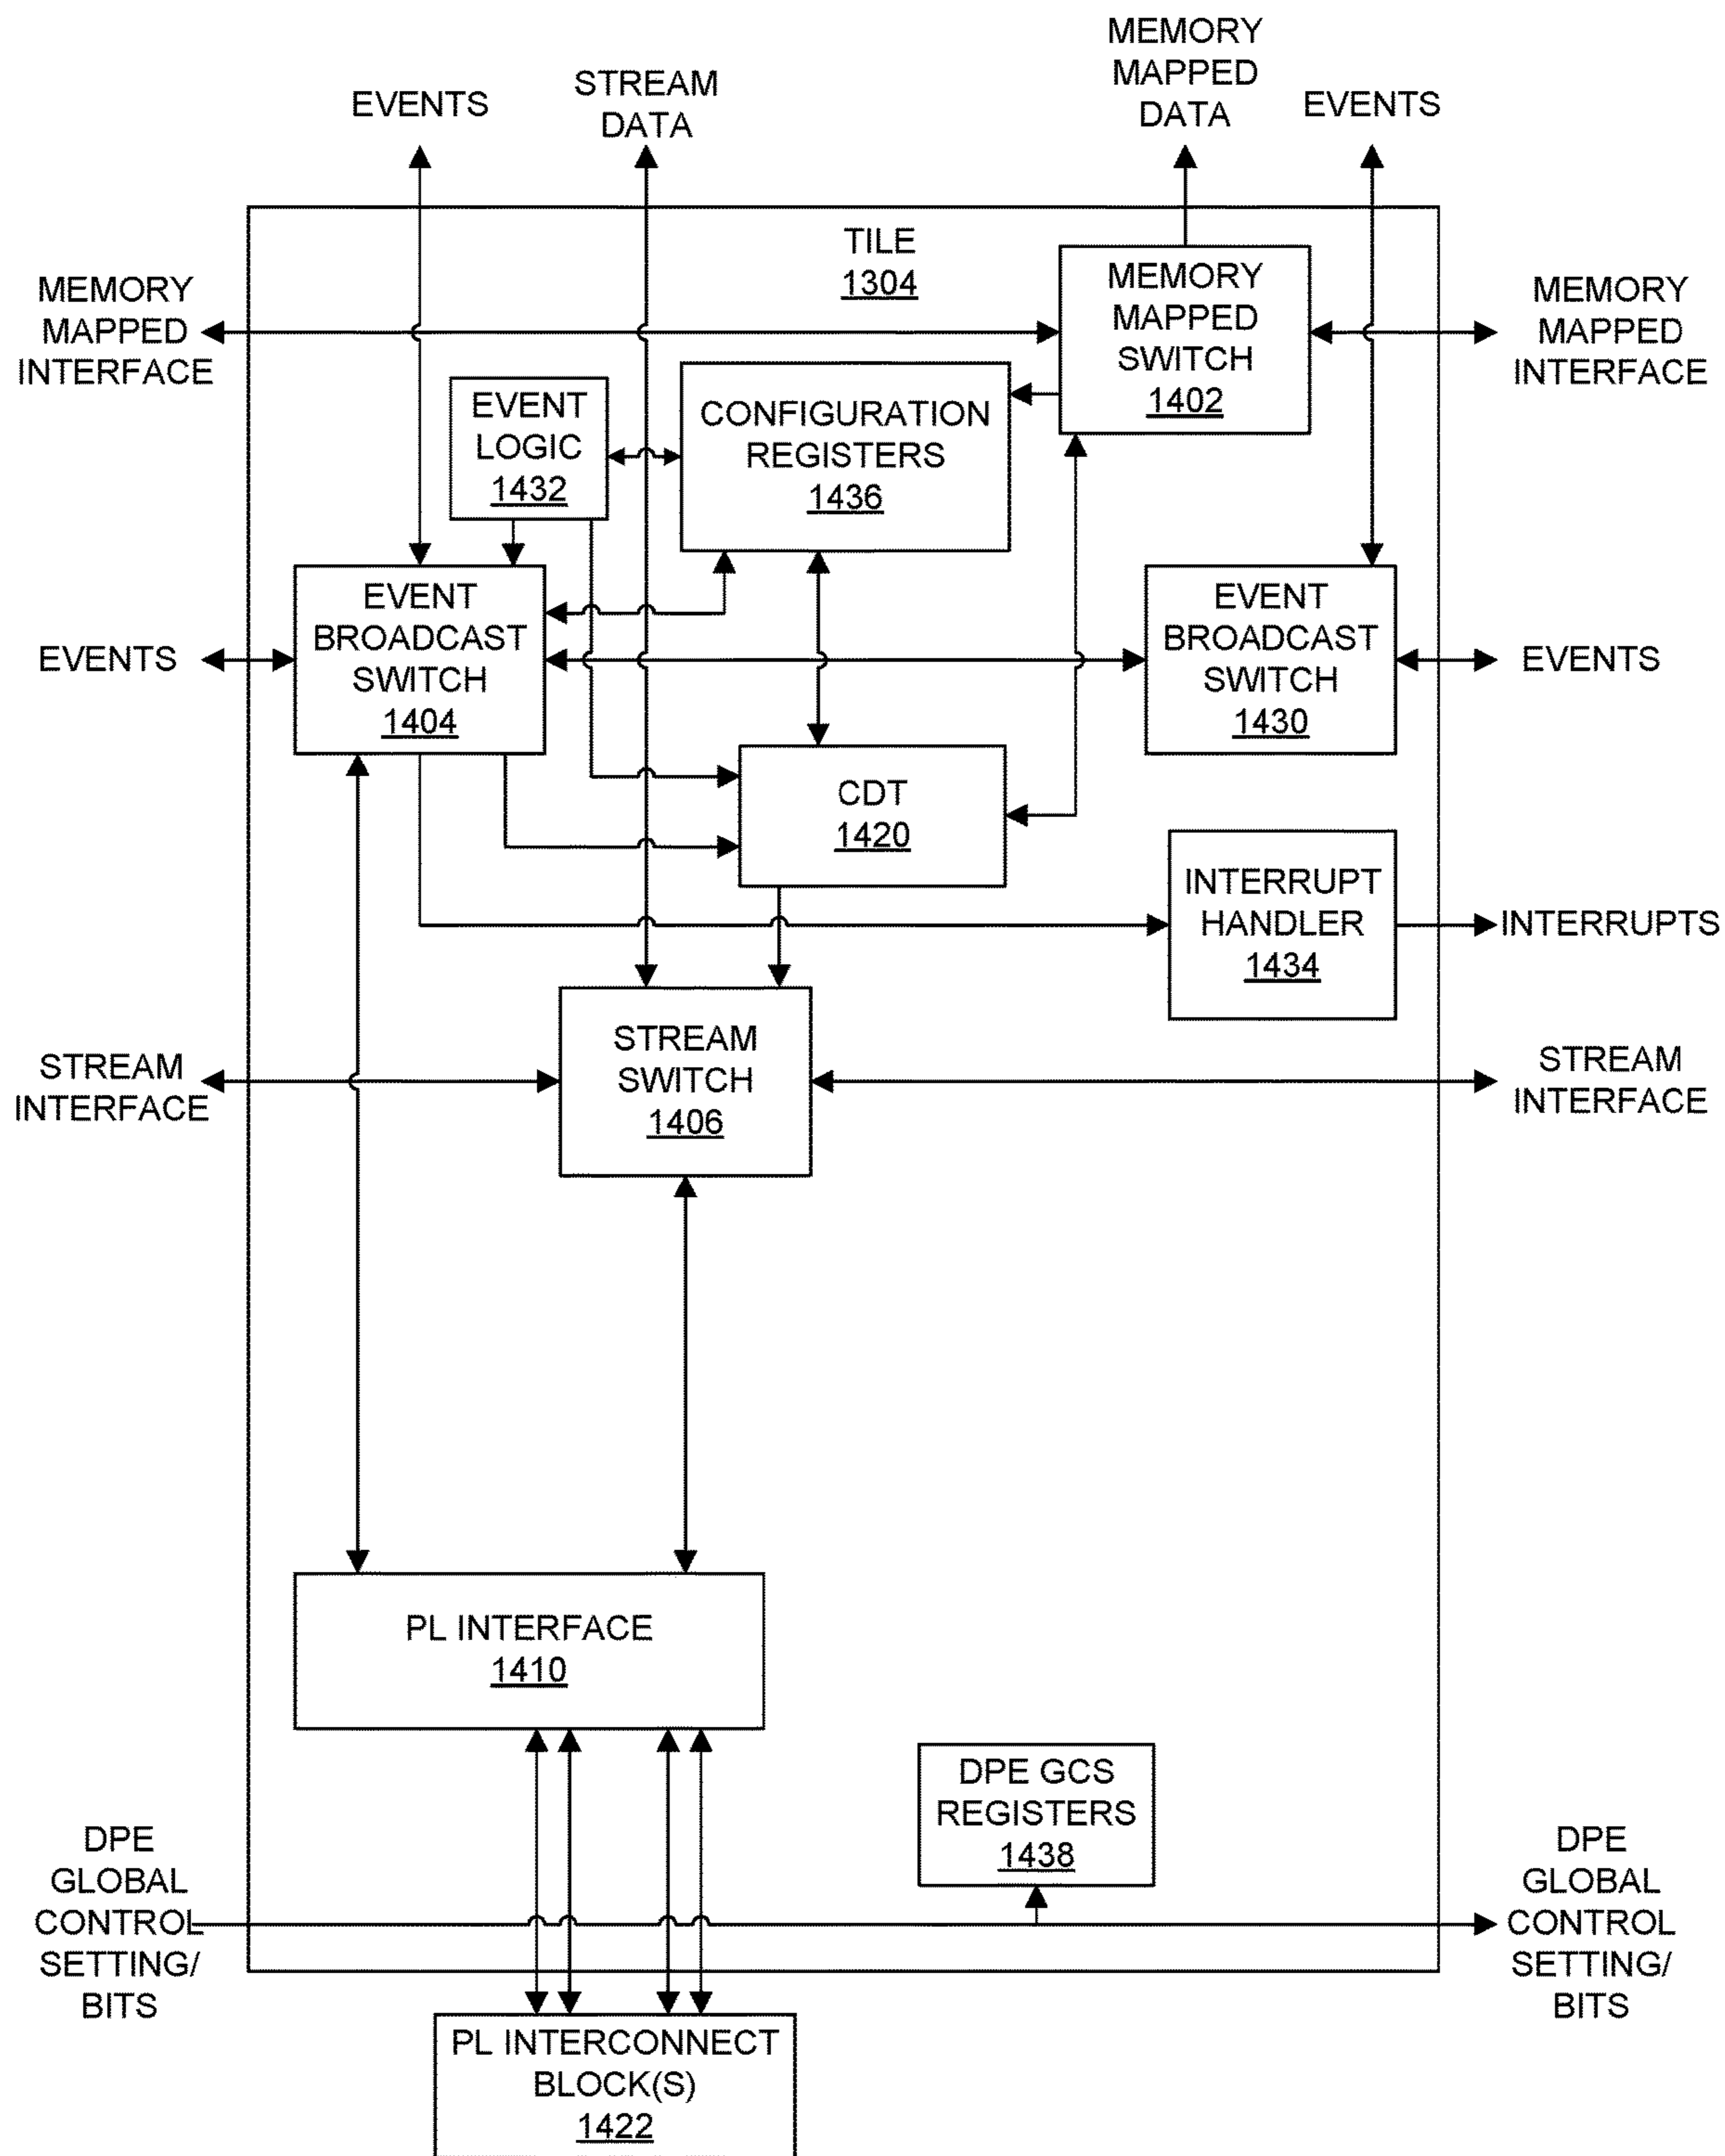 EVENTS
STREAM
DATA
MEMORY
MAPPED
DATA
EVENTS
TILE
1304
MEMORY
MAPPED
INTERFACE
MEMORY
MAPPED
SWITCH
1402
MEMORY
MAPPED
INTERFACE
EVENT
LOGIC
1432
CONFIGURATION
REGISTERS
1436
EVENTS
EVENT
BROADCAST
SWITCH
1404
EVENT
BROADCAST
SWITCH
1430
EVENTS
CDT
1420
INTERRUPT
HANDLER
1434
INTERRUPTS
STREAM
INTERFACE
STREAM
SWITCH
1406
STREAM
INTERFACE
PL INTERFACE
1410
DPE GCS
REGISTERS
1438
DPE
GLOBAL
CONTROL
SETTING/
BITS
DPE
GLOBAL
CONTROL
SETTING/
BITS
PL INTERCONNECT
BLOCK(S)
1422